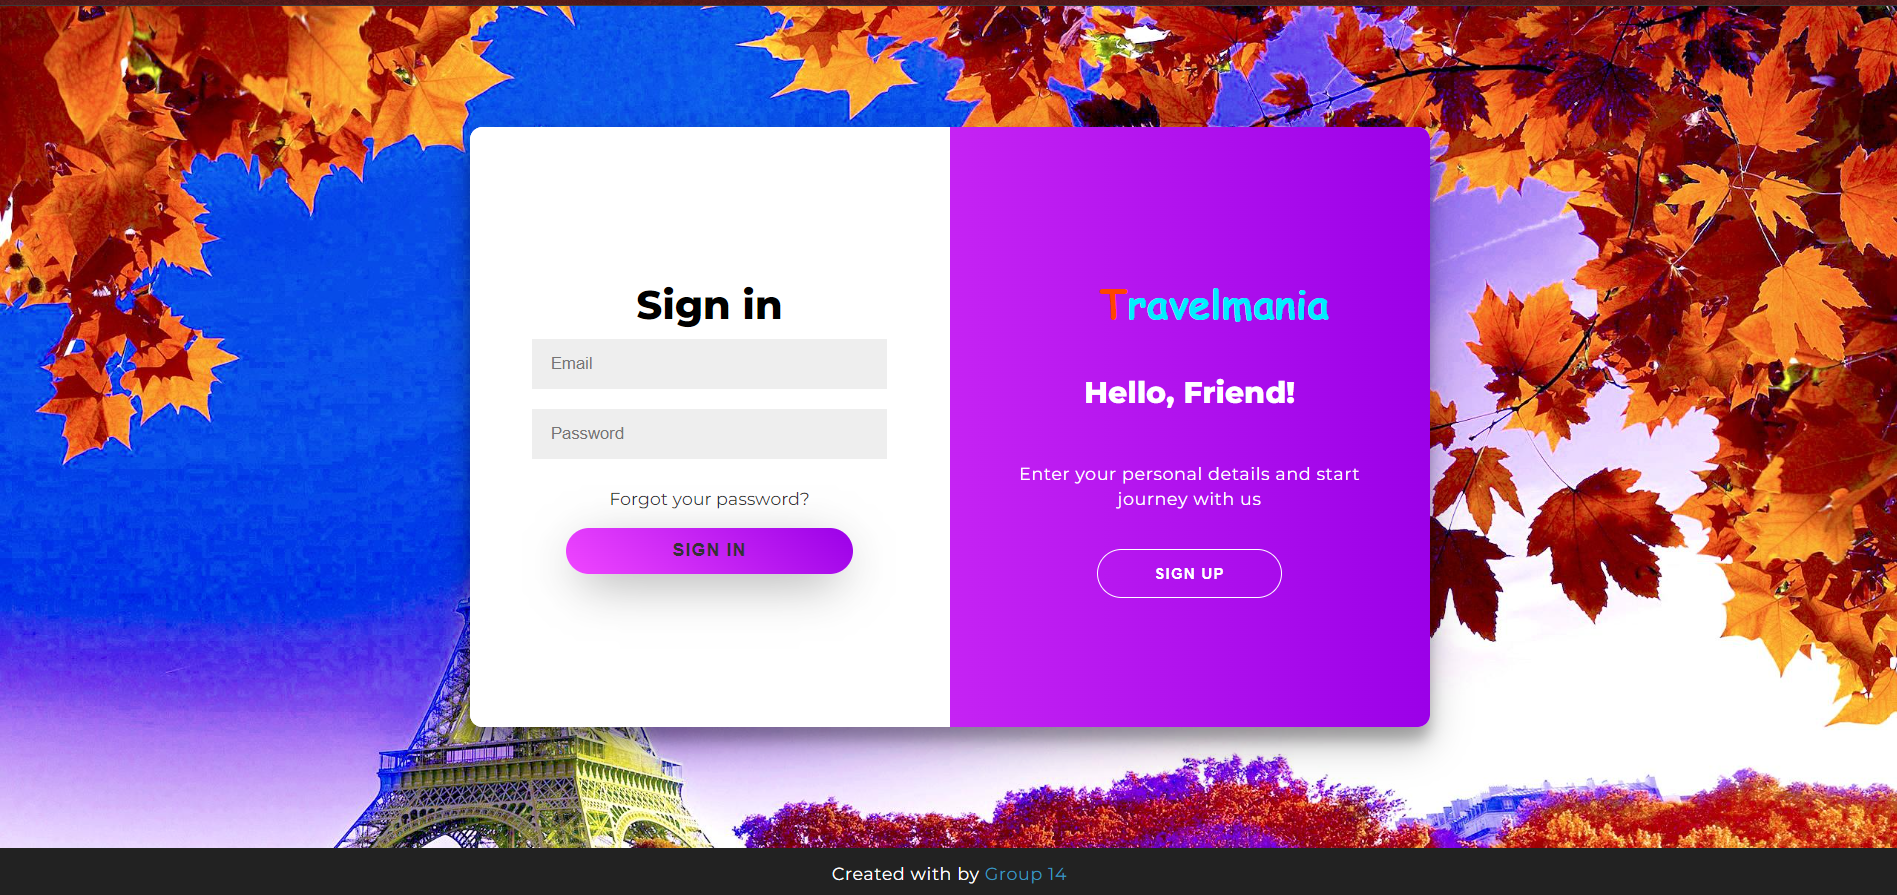 Sign in
Email
Password
Forgot your password?
SIGN IN
Travelmania
Hello, Friend!
Enter your personal details and start
journey with us
SIGN UP
Created with by Group 14